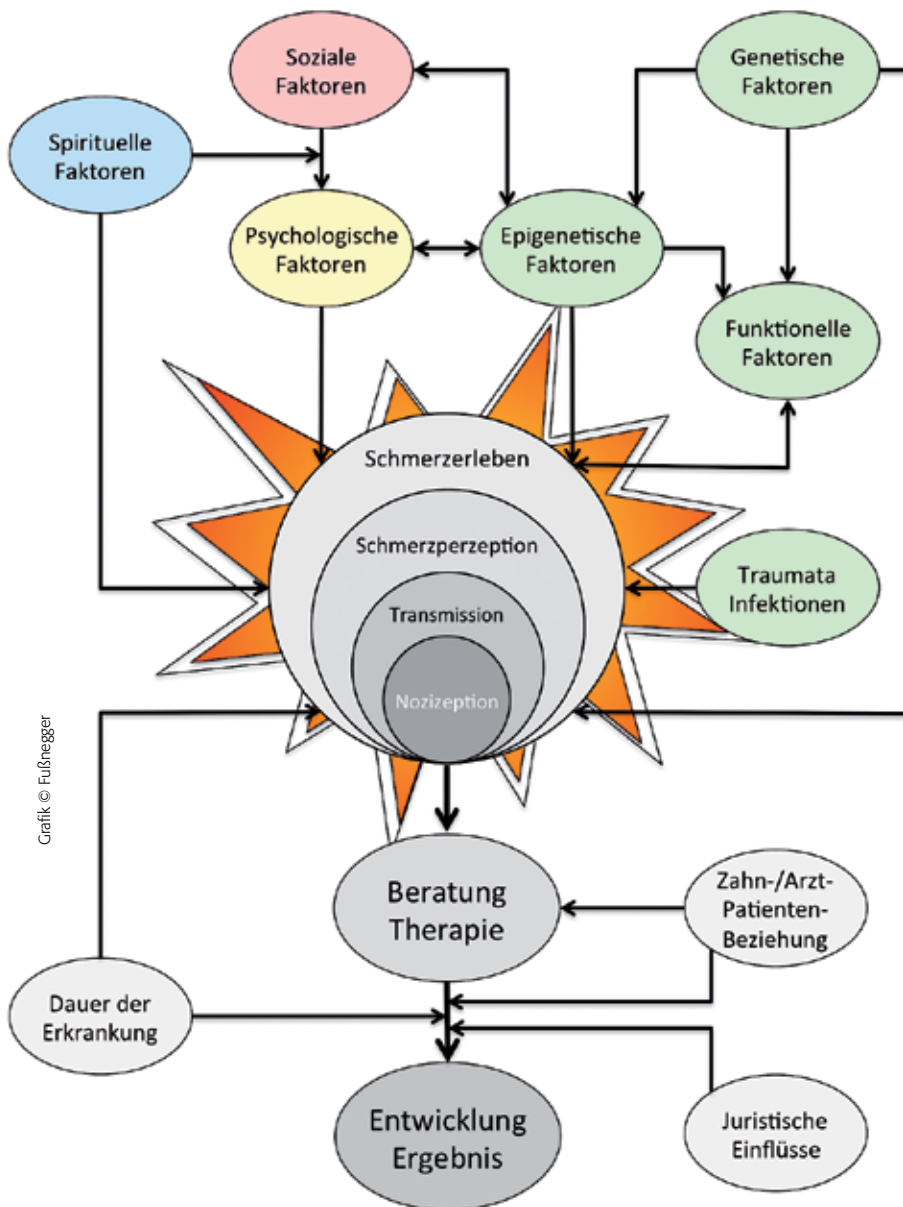 Soziale
Faktoren
Genetische
Faktoren
Spirituelle
Faktoren
Psychologische
Faktoren
Epigenetische
Faktoren
Funktionelle
Faktoren
Schmerzerleben
Schmerzperzeption
Transmission
Nozizeption
Traumata
Infektionen
Grafik © Fußnegger
Beratung
Therapie
Zahn-/Arzt-
Patienten-
Beziehung
Dauer der
Erkrankung
Entwicklung
Ergebnis
Juristische
Einflüsse